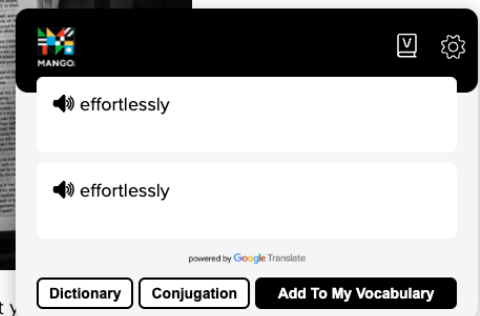 MANGO
V
effortlessly
effortlessly
powered by Google Translate
Dictionary
Conjugation
Add To My Vocabulary